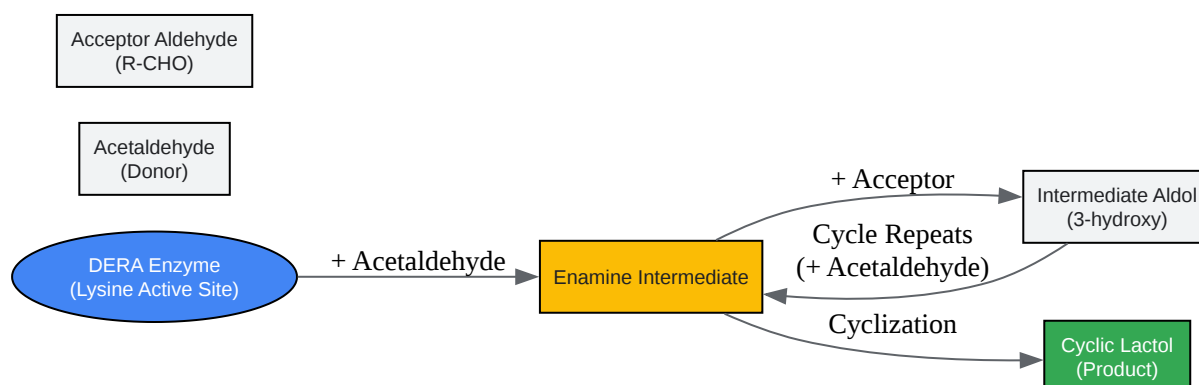 Acceptor Aldehyde
(R-CHO)
Acetaldehyde
(Donor)
DERA Enzyme
(Lysine Active Site)
+ Acetaldehyde
Enamine Intermediate
+ Acceptor
Cycle Repeats
(+ Acetaldehyde)
Cyclization
Intermediate Aldol
(3-hydroxy)
Cyclic Lactol
(Product)